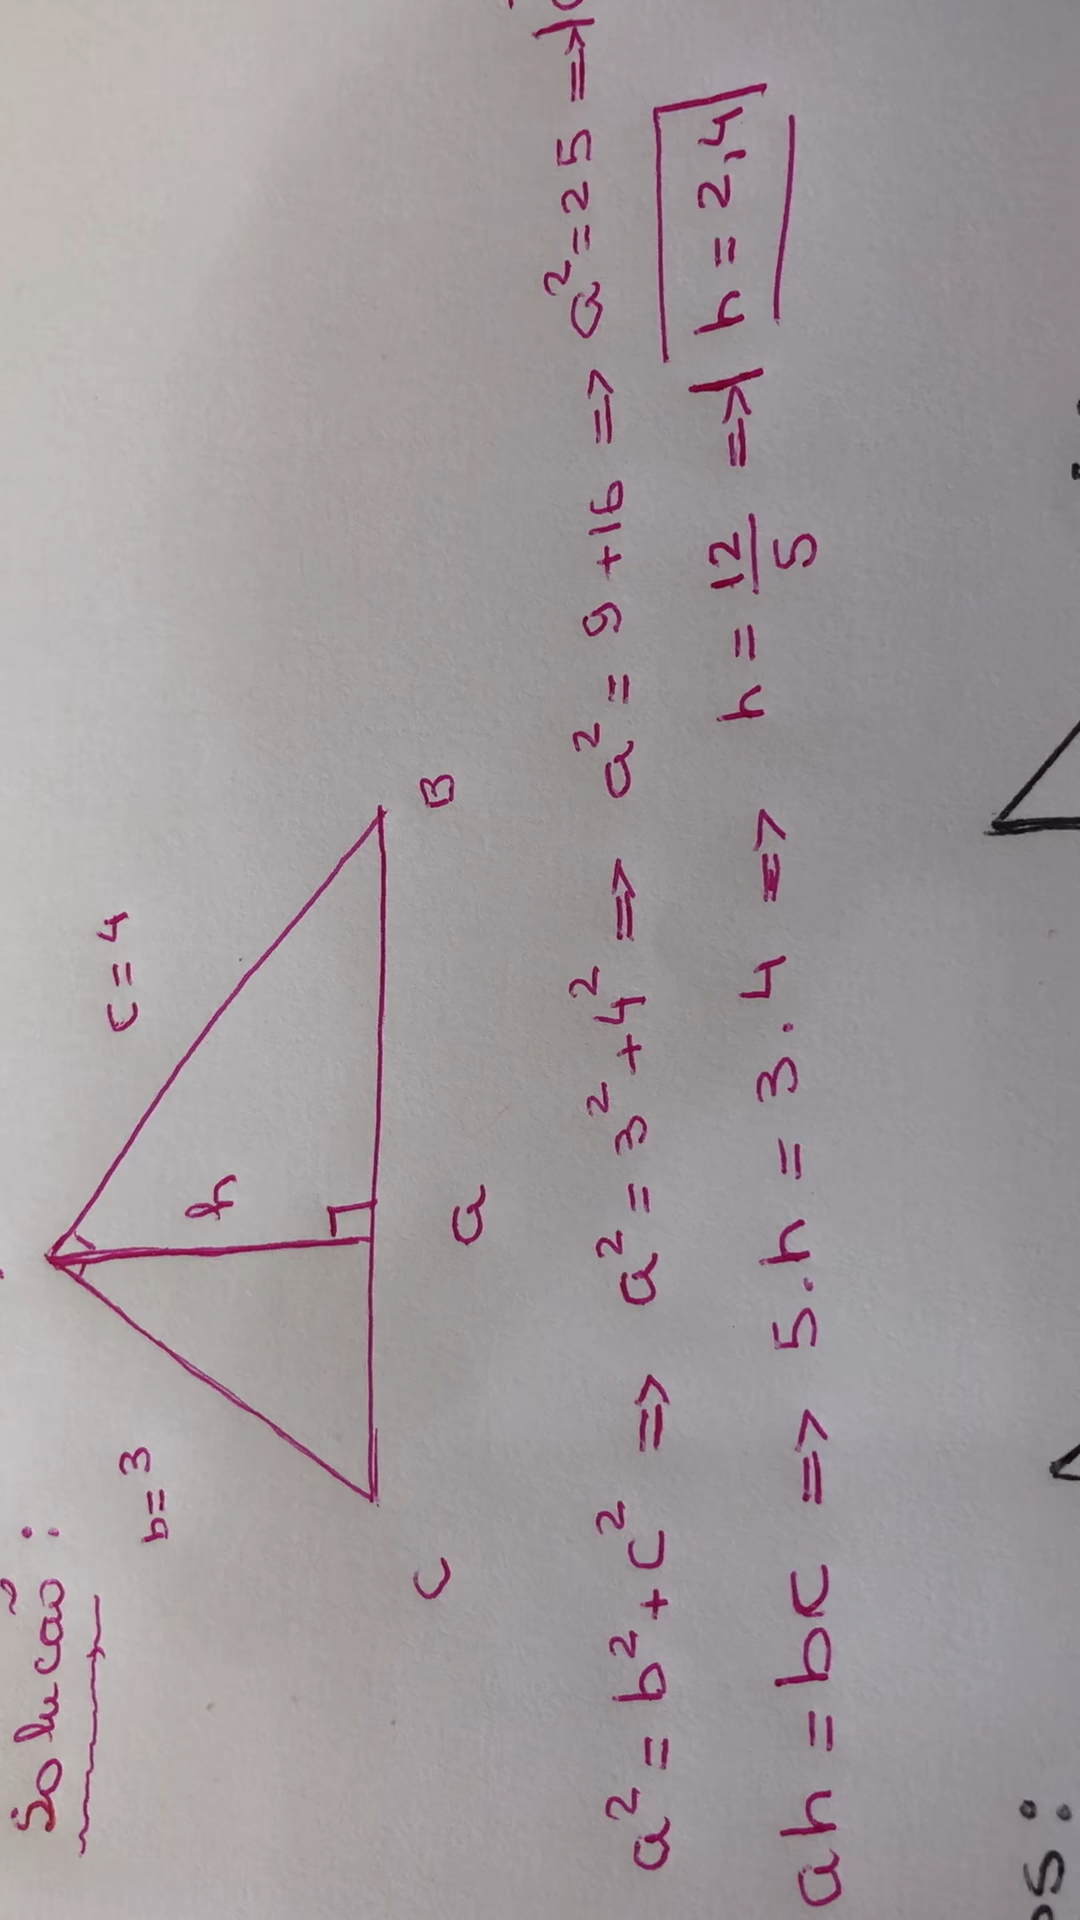 Solução:
b=3
c=4
h
C
a
B
a² = b² + c² => a² = 3² + 4² => a² = 9 + 16 => a² = 25 =>
ah = bc => 5.h = 3.4 => h = 12/5 => h = 2,4
os: